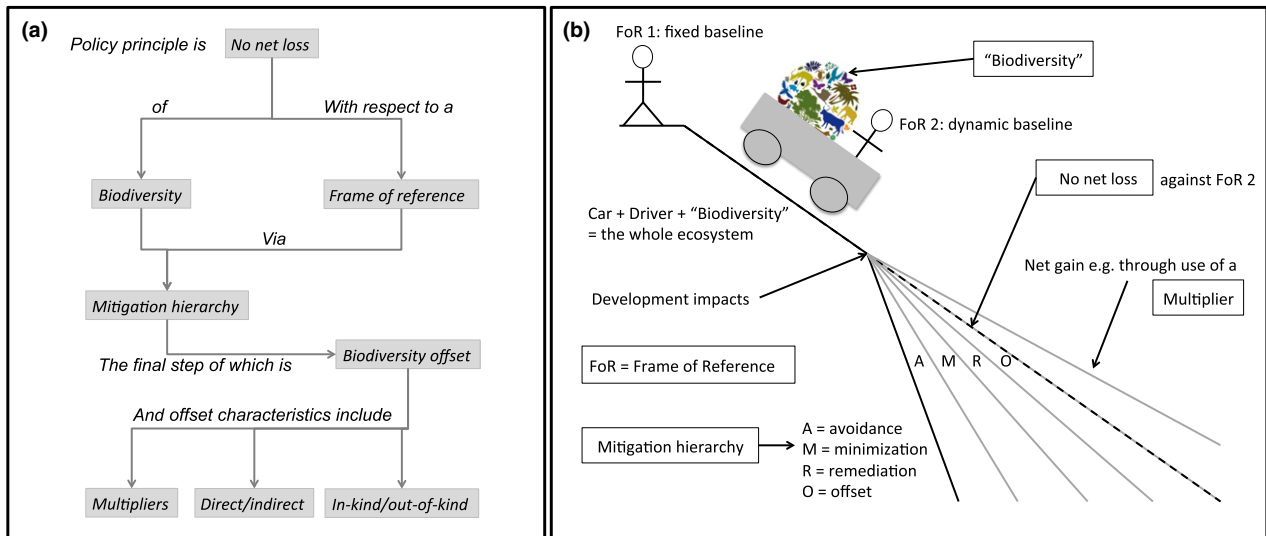 (a)
Policy principle is
No net loss
of
With respect to a
Biodiversity
Frame of reference
Via
Mitigation hierarchy
The final step of which is
Biodiversity offset
And offset characteristics include
Multipliers
Direct/indirect
In-kind/out-of-kind
(b)
FoR 1: fixed baseline
“Biodiversity”
FoR 2: dynamic baseline
No net loss
against FoR 2
Car + Driver + “Biodiversity”
= the whole ecosystem
Net gain e.g. through use of a
Multiplier
Development impacts
FoR = Frame of Reference
A M R O
Mitigation hierarchy
A = avoidance
M = minimization
R = remediation
O = offset